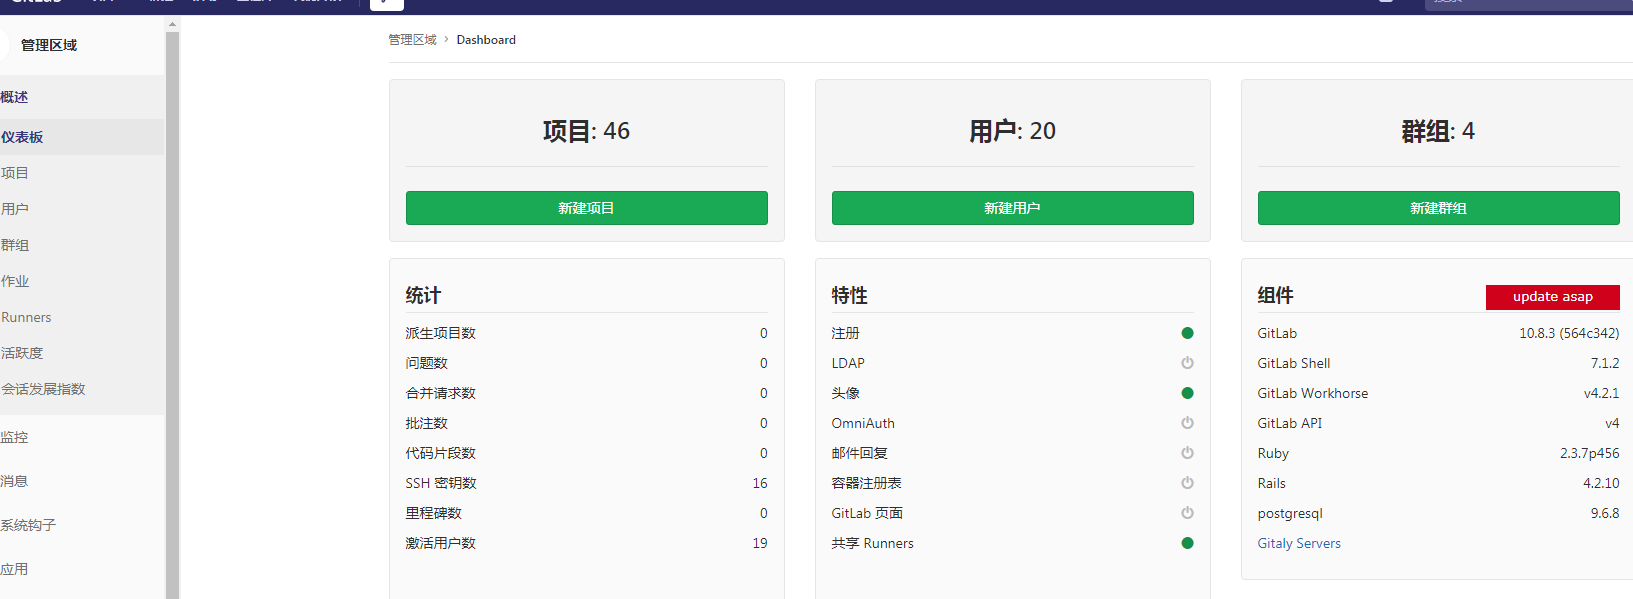 GitLab
管理区域
概述
仪表板
项目
用户
群组
作业
Runners
活跃度
会话发展指数
监控
消息
系统钩子
应用
管理区域 › Dashboard
项目: 46
新建项目
用户: 20
新建用户
群组: 4
新建群组
统计
派生项目数 0
问题数 0
合并请求数 0
批注数 0
代码片段数 0
SSH 密钥数 16
里程碑数 0
激活用户数 19
特性
注册
LDAP
头像
OmniAuth
邮件回复
容器注册表
GitLab 页面
共享 Runners
组件 update asap
GitLab 10.8.3 (564c342)
GitLab Shell 7.1.2
GitLab Workhorse v4.2.1
GitLab API v4
Ruby 2.3.7p456
Rails 4.2.10
postgresql 9.6.8
Gitaly Servers